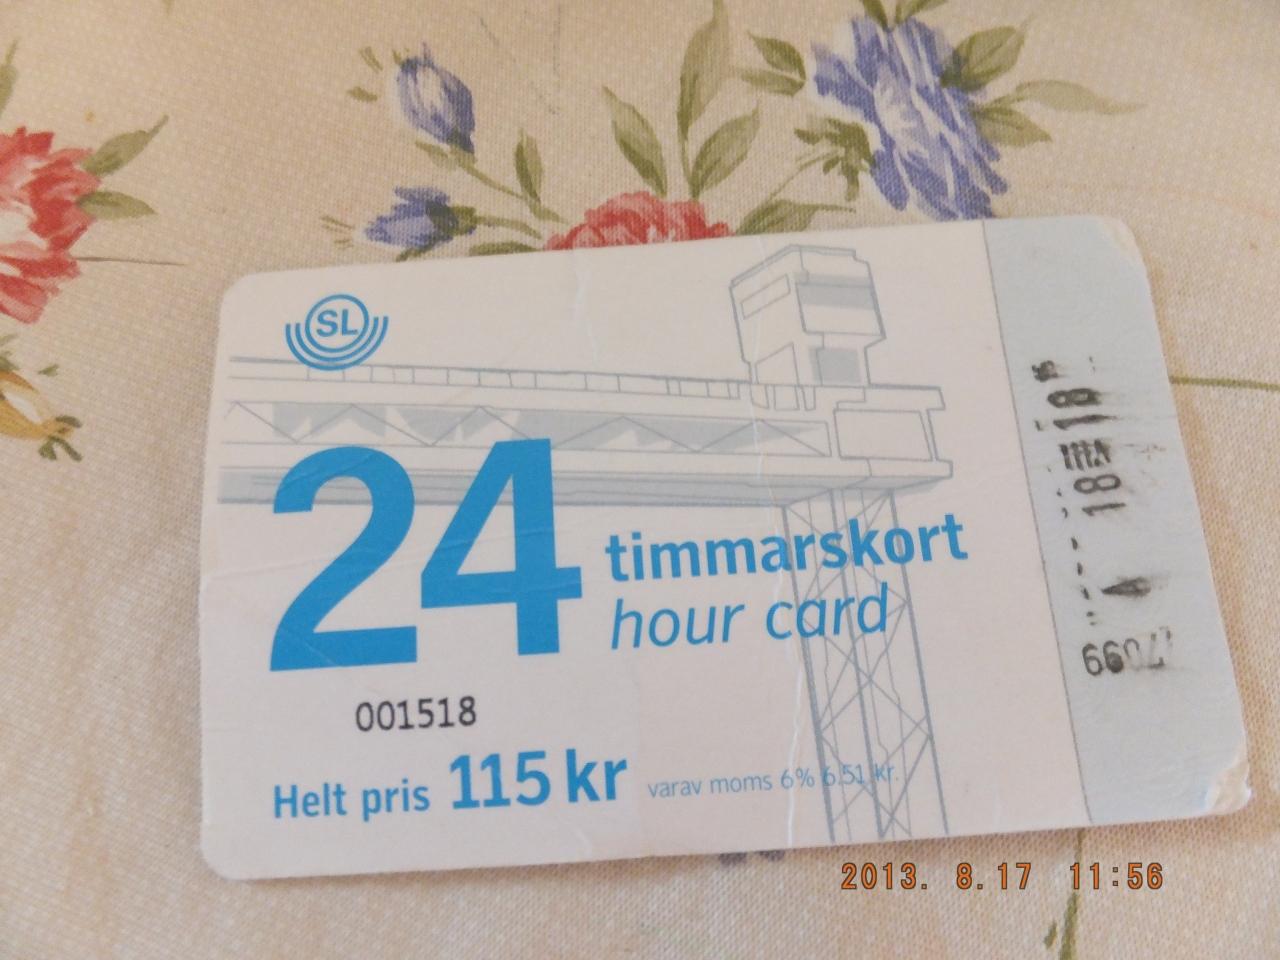 SL
24
timmarskort
hour card
001518
Helt pris 115 kr varav moms 6% 6.51 kr.
A
2013. 8.17 11:56